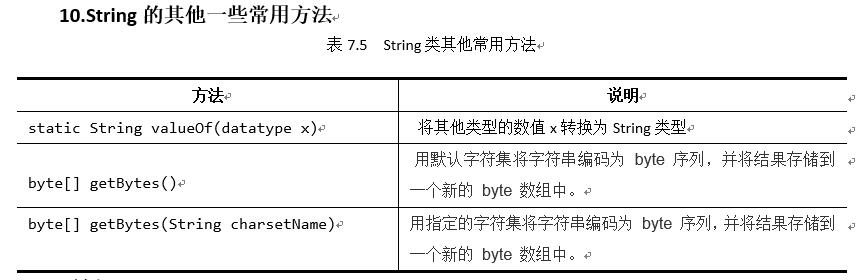 10.String 的其他一些常用方法
表 7.5 String 类其他常用方法
方法 说明
static String valueOf(datatype x) 将其他类型的数值 x 转换为 String 类型
byte[] getBytes() 用默认字符集将字符串编码为 byte 序列，并将结果存储到
一个新的 byte 数组中。
byte[] getBytes(String charsetName) 用指定的字符集将字符串编码为 byte 序列，并将结果存储到
一个新的 byte 数组中。